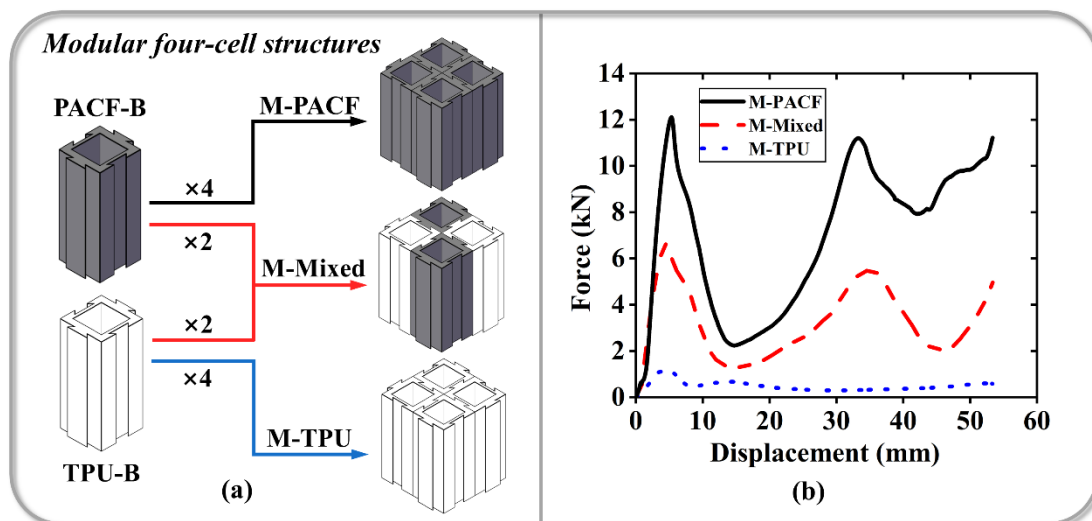 Modular four-cell structures
PACF-B
M-PACF
×4
×2
M-Mixed
×2
×4
TPU-B
M-TPU
(a)
14
12
10
8
6
4
2
0
Force (kN)
M-PACF
M-Mixed
M-TPU
0 10 20 30 40 50 60
Displacement (mm)
(b)